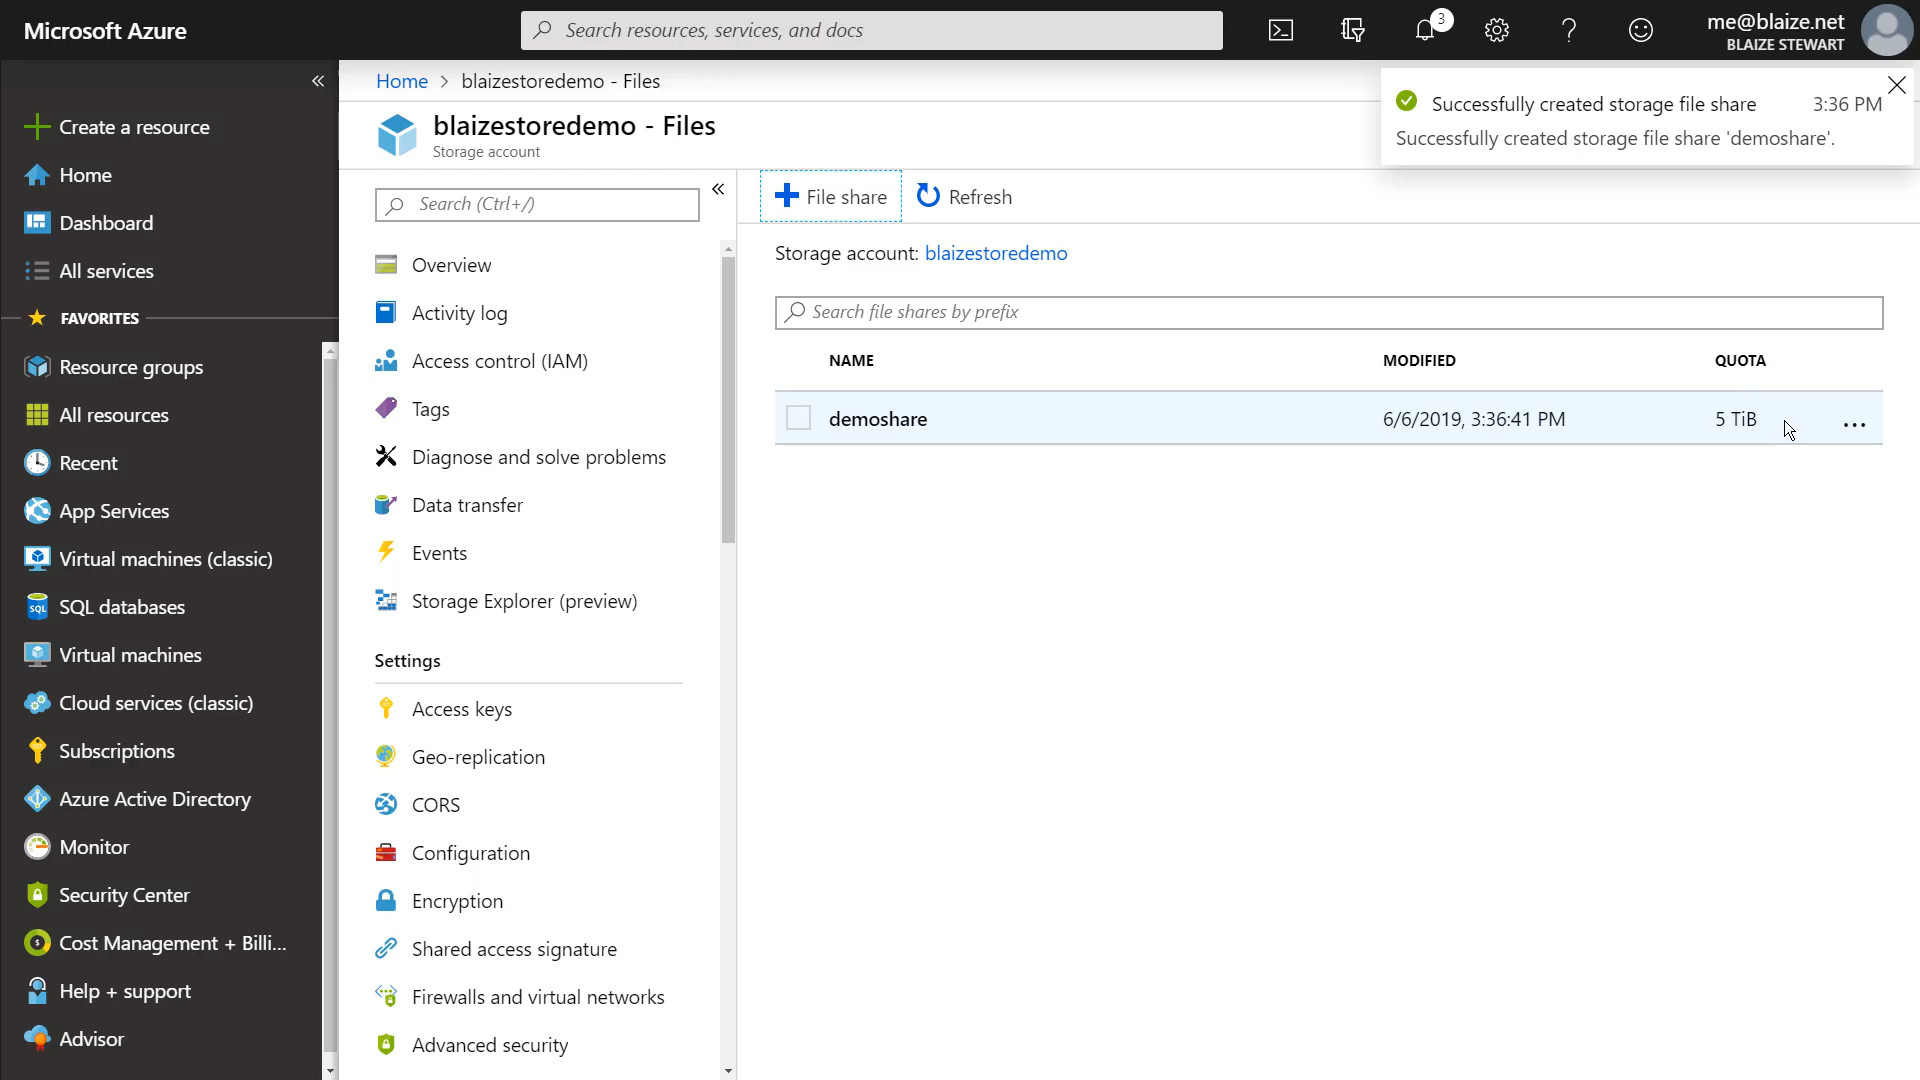 Microsoft Azure
Search resources, services, and docs
3
me@blaize.net
BLAIZE STEWART
Create a resource
Home
Dashboard
All services
FAVORITES
Resource groups
All resources
Recent
App Services
Virtual machines (classic)
SQL
SQL databases
Virtual machines
Cloud services (classic)
Subscriptions
Azure Active Directory
Monitor
Security Center
Cost Management + Billi...
Help + support
Advisor
Home > blaizestoredemo - Files
blaizestoredemo - Files
Storage account
Search (Ctrl+/)
Overview
Activity log
Access control (IAM)
Tags
Diagnose and solve problems
Data transfer
Events
Storage Explorer (preview)
Settings
Access keys
Geo-replication
CORS
Configuration
Encryption
Shared access signature
Firewalls and virtual networks
Advanced security
Successfully created storage file share 3:36 PM
Successfully created storage file share 'demoshare'.
File share Refresh
Storage account: blaizestoredemo
Search file shares by prefix
NAME MODIFIED QUOTA
demoshare 6/6/2019, 3:36:41 PM 5 TiB ...